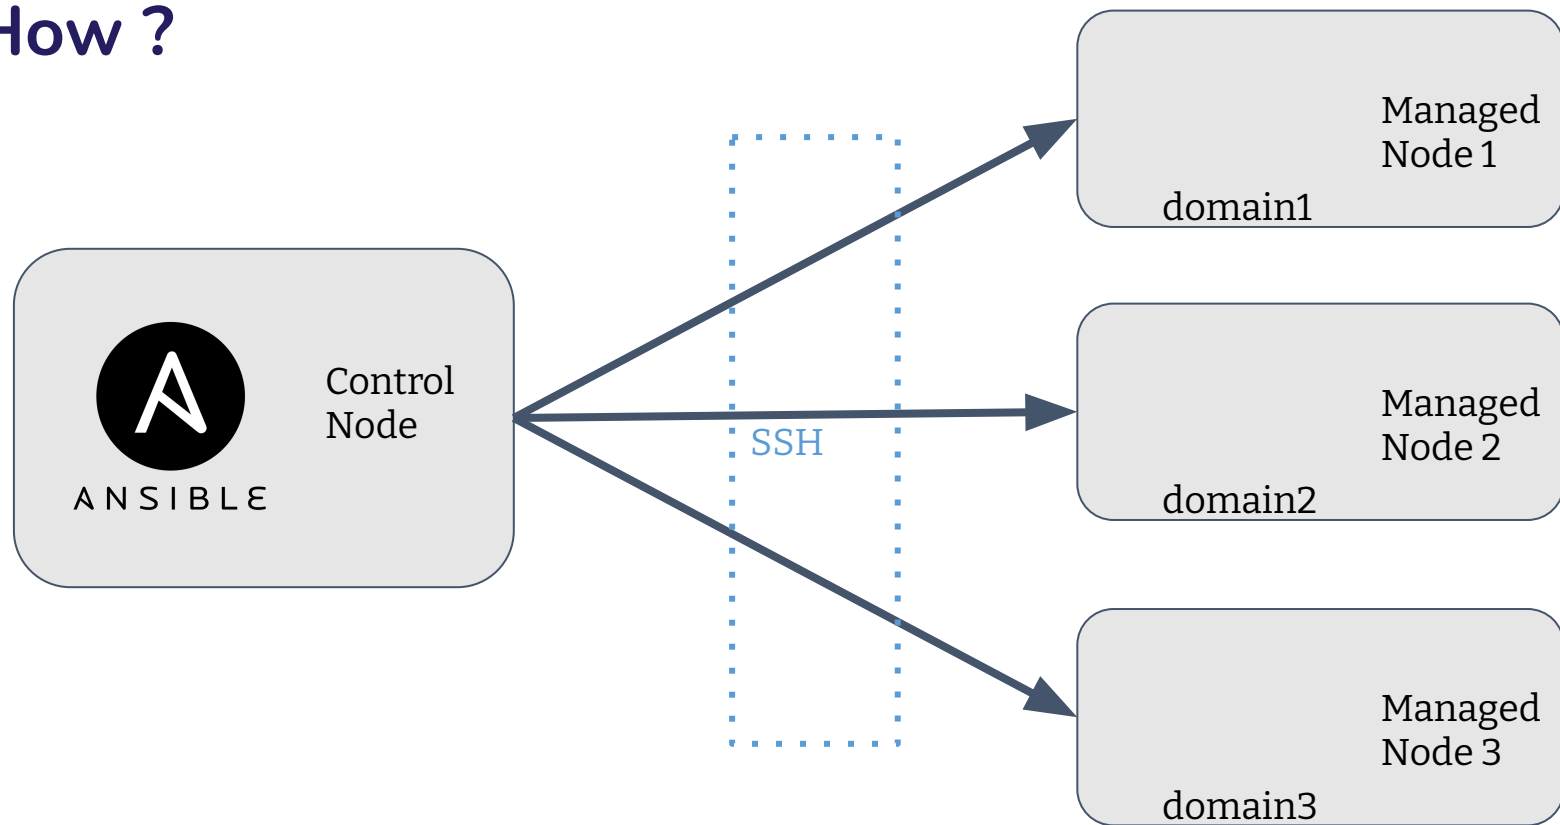 How ?
Managed
Node 1
domain1
Control
Node
ANSIBLE
SSH
Managed
Node 2
domain2
Managed
Node 3
domain3